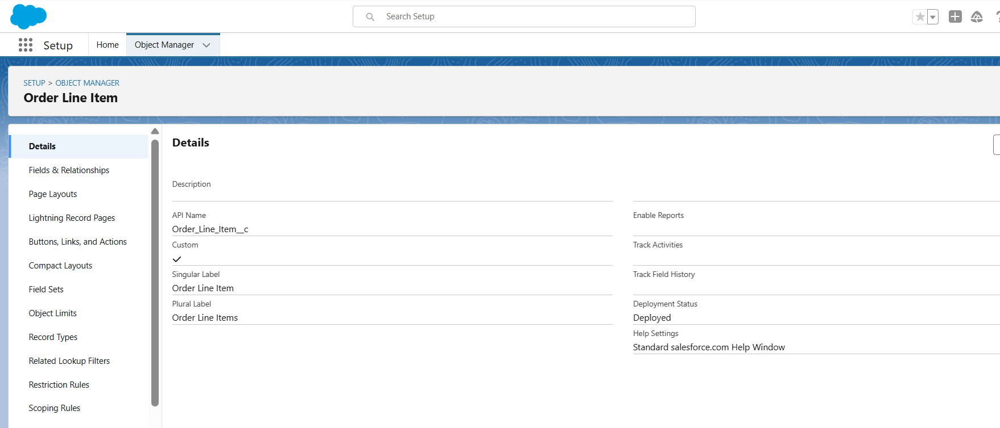 Search Setup
Setup
Home
Object Manager
SETUP > OBJECT MANAGER
Order Line Item
Details
Fields & Relationships
Page Layouts
Lightning Record Pages
Buttons, Links, and Actions
Compact Layouts
Field Sets
Object Limits
Record Types
Related Lookup Filters
Restriction Rules
Scoping Rules
Details
Description
API Name
Order_Line_Item__c
Custom
Singular Label
Order Line Item
Plural Label
Order Line Items
Enable Reports
Track Activities
Track Field History
Deployment Status
Deployed
Help Settings
Standard salesforce.com Help Window